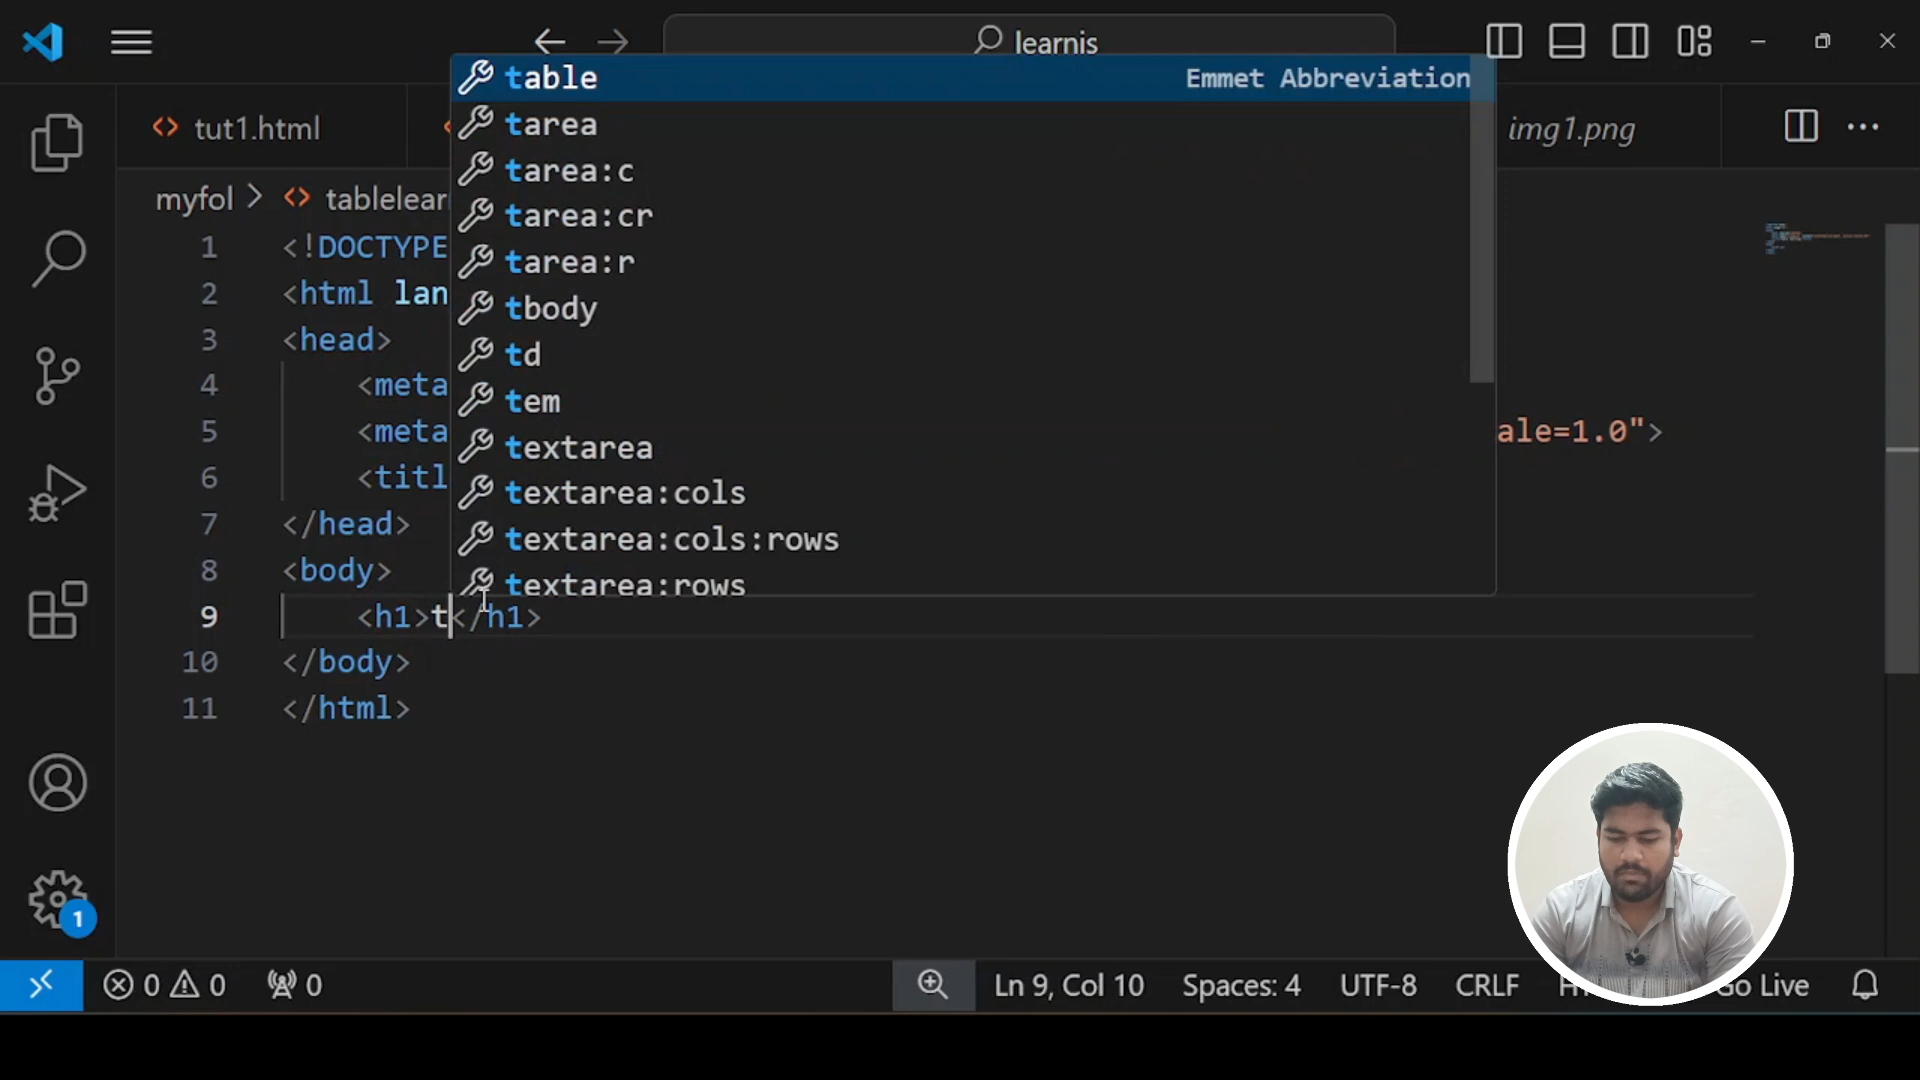 learnis
tut1.html
img1.png
myfol > tablelear
table Emmet Abbreviation
tarea
tarea:c
tarea:cr
tarea:r
tbody
td
tem
textarea
textarea:cols
textarea:cols:rows
textarea:rows
1 <!DOCTYPE
2 <html lan
3 <head>
4 <meta
5 <meta ale=1.0">
6 <titl
7 </head>
8 <body>
9 <h1>t</h1>
10 </body>
11 </html>
1
0 0 0 Ln 9, Col 10 Spaces: 4 UTF-8 CRLF Go Live